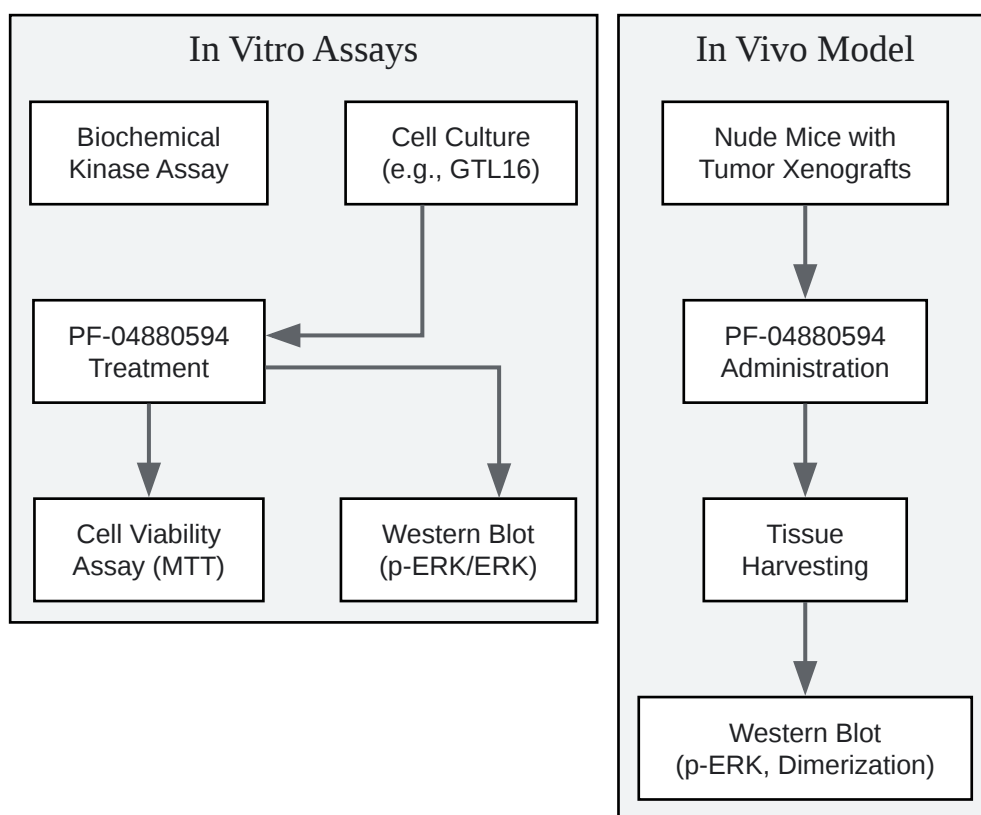 In Vitro Assays
Biochemical
Kinase Assay
Cell Culture
(e.g., GTL16)
PF-04880594
Treatment
Cell Viability
Assay (MTT)
Western Blot
(p-ERK/ERK)
In Vivo Model
Nude Mice with
Tumor Xenografts
PF-04880594
Administration
Tissue
Harvesting
Western Blot
(p-ERK, Dimerization)